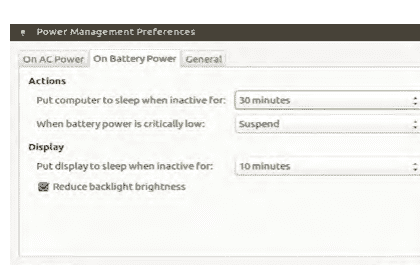 Power Management Preferences
On AC Power On Battery Power General
Actions
Put computer to sleep when inactive for: 30 minutes
When battery power is critically low: Suspend
Display
Put display to sleep when inactive for: 10 minutes
Reduce backlight brightness